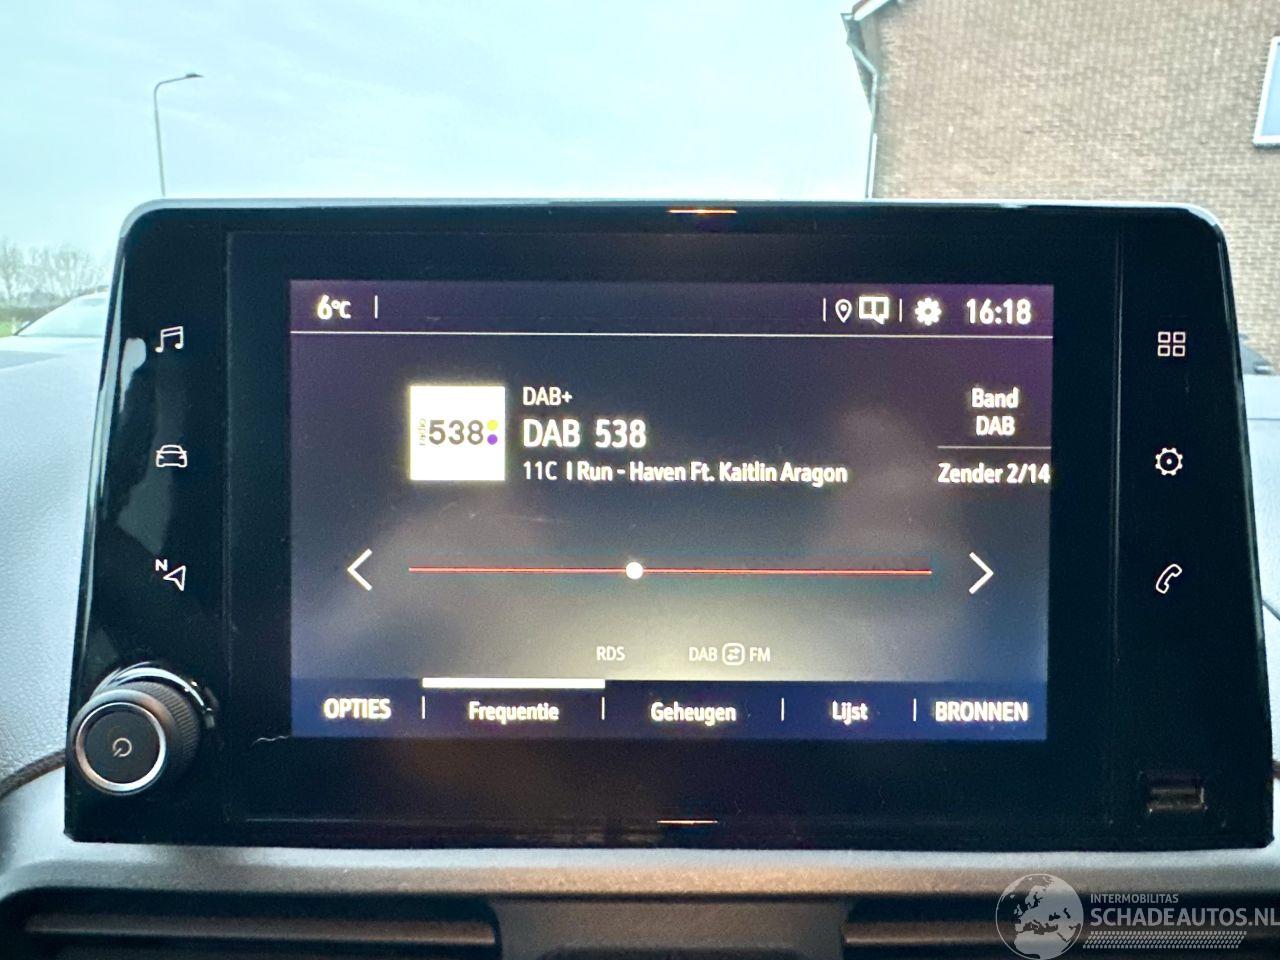 6°C
16:18
DAB+
Band
radio
538
DAB 538
DAB
11C I Run - Haven Ft. Kaitlin Aragon
Zender 2/14
N
RDS
DAB FM
OPTIES
Frequentie
Geheugen
Lijst
BRONNEN
INTERMOBILITAS
SCHADEAUTOS.NL